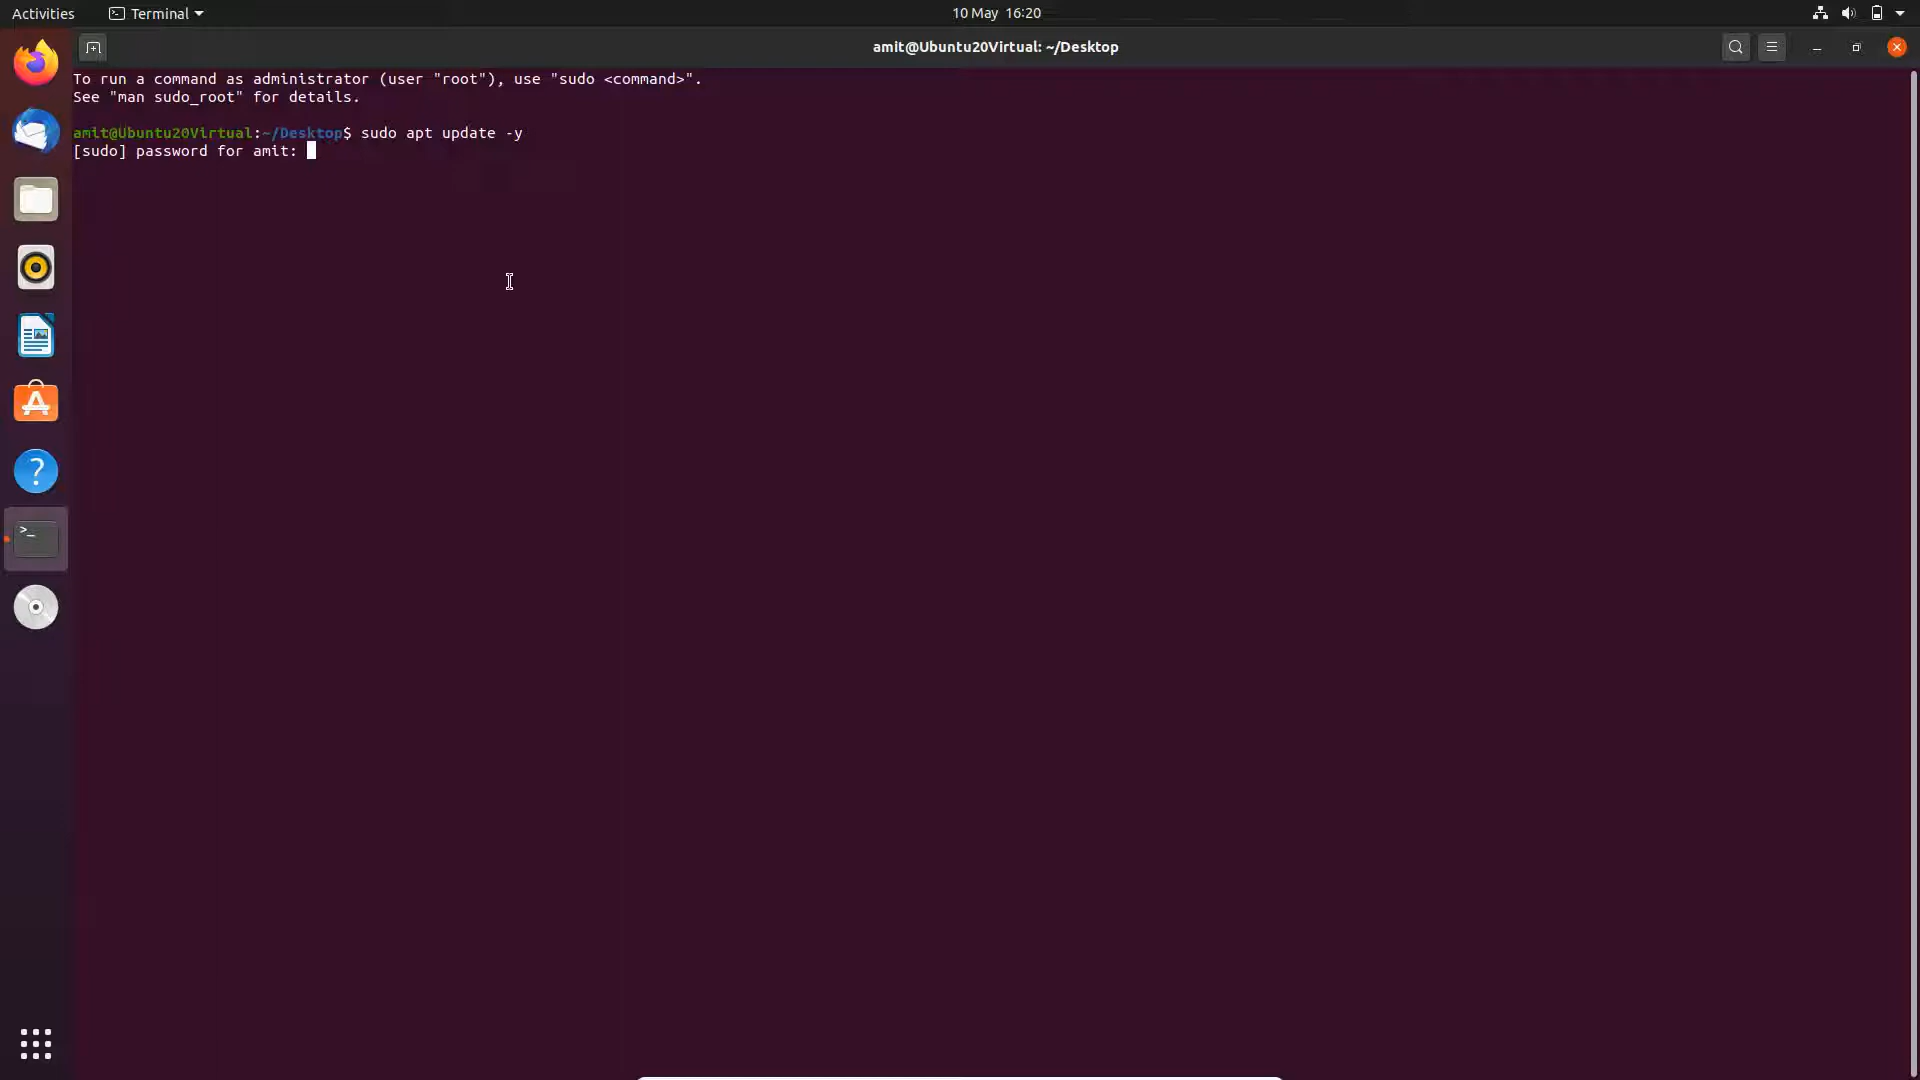 Activities Terminal 10 May 16:20
amit@Ubuntu20Virtual: ~/Desktop
To run a command as administrator (user "root"), use "sudo <command>".
See "man sudo_root" for details.
amit@Ubuntu20Virtual:~/Desktop$ sudo apt update -y
[sudo] password for amit: